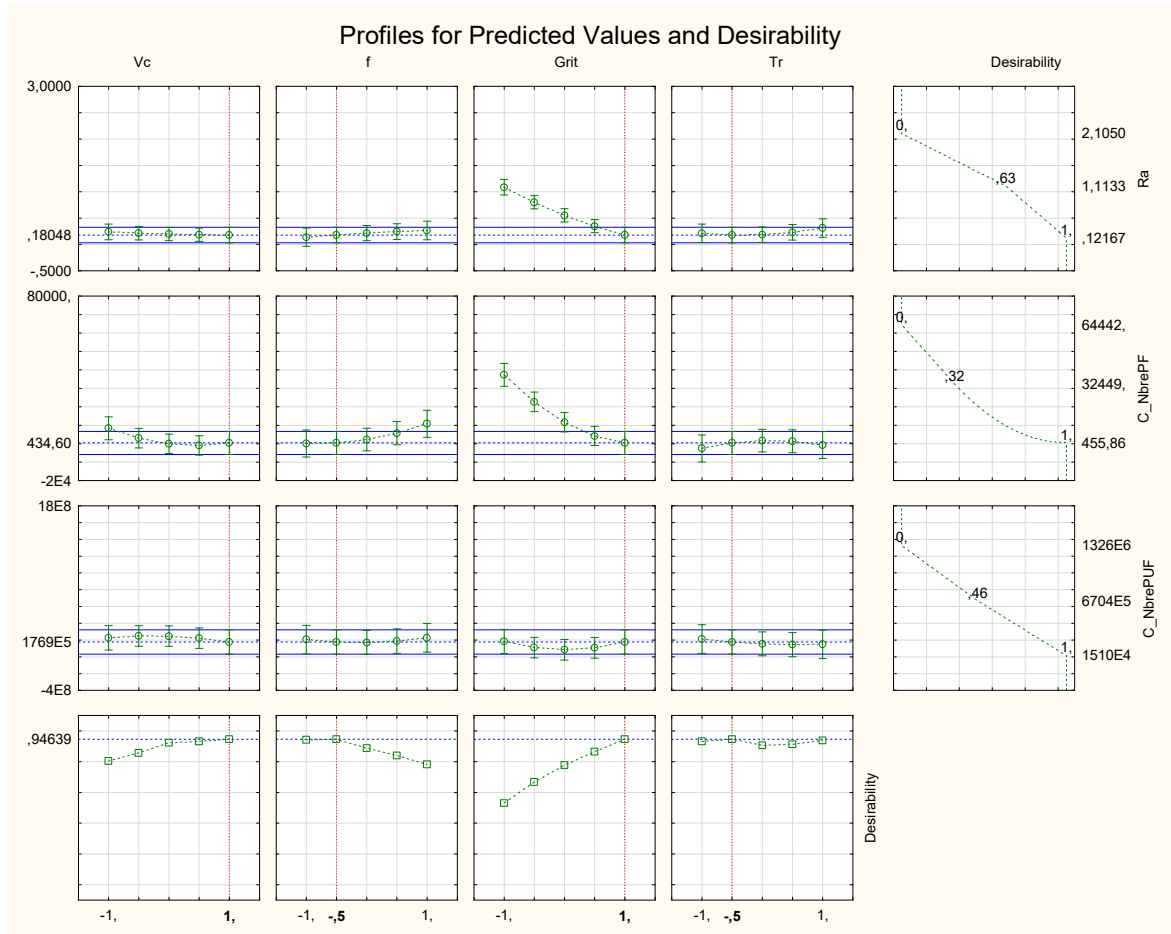 Profiles for Predicted Values and Desirability
Vc f Grit Tr Desirability
3,0000
,18048
-,5000
0,
,63
1,
2,1050
1,1133
,12167
Ra
80000,
434,60
-2E4
0,
,32
1,
64442,
32449,
455,86
C_NbrePF
18E8
1769E5
-4E8
0,
,46
1,
1326E6
6704E5
1510E4
C_NbrePUF
,94639
Desirability
-1, 1, -1, -,5 1, -1, 1, -1, -,5 1,